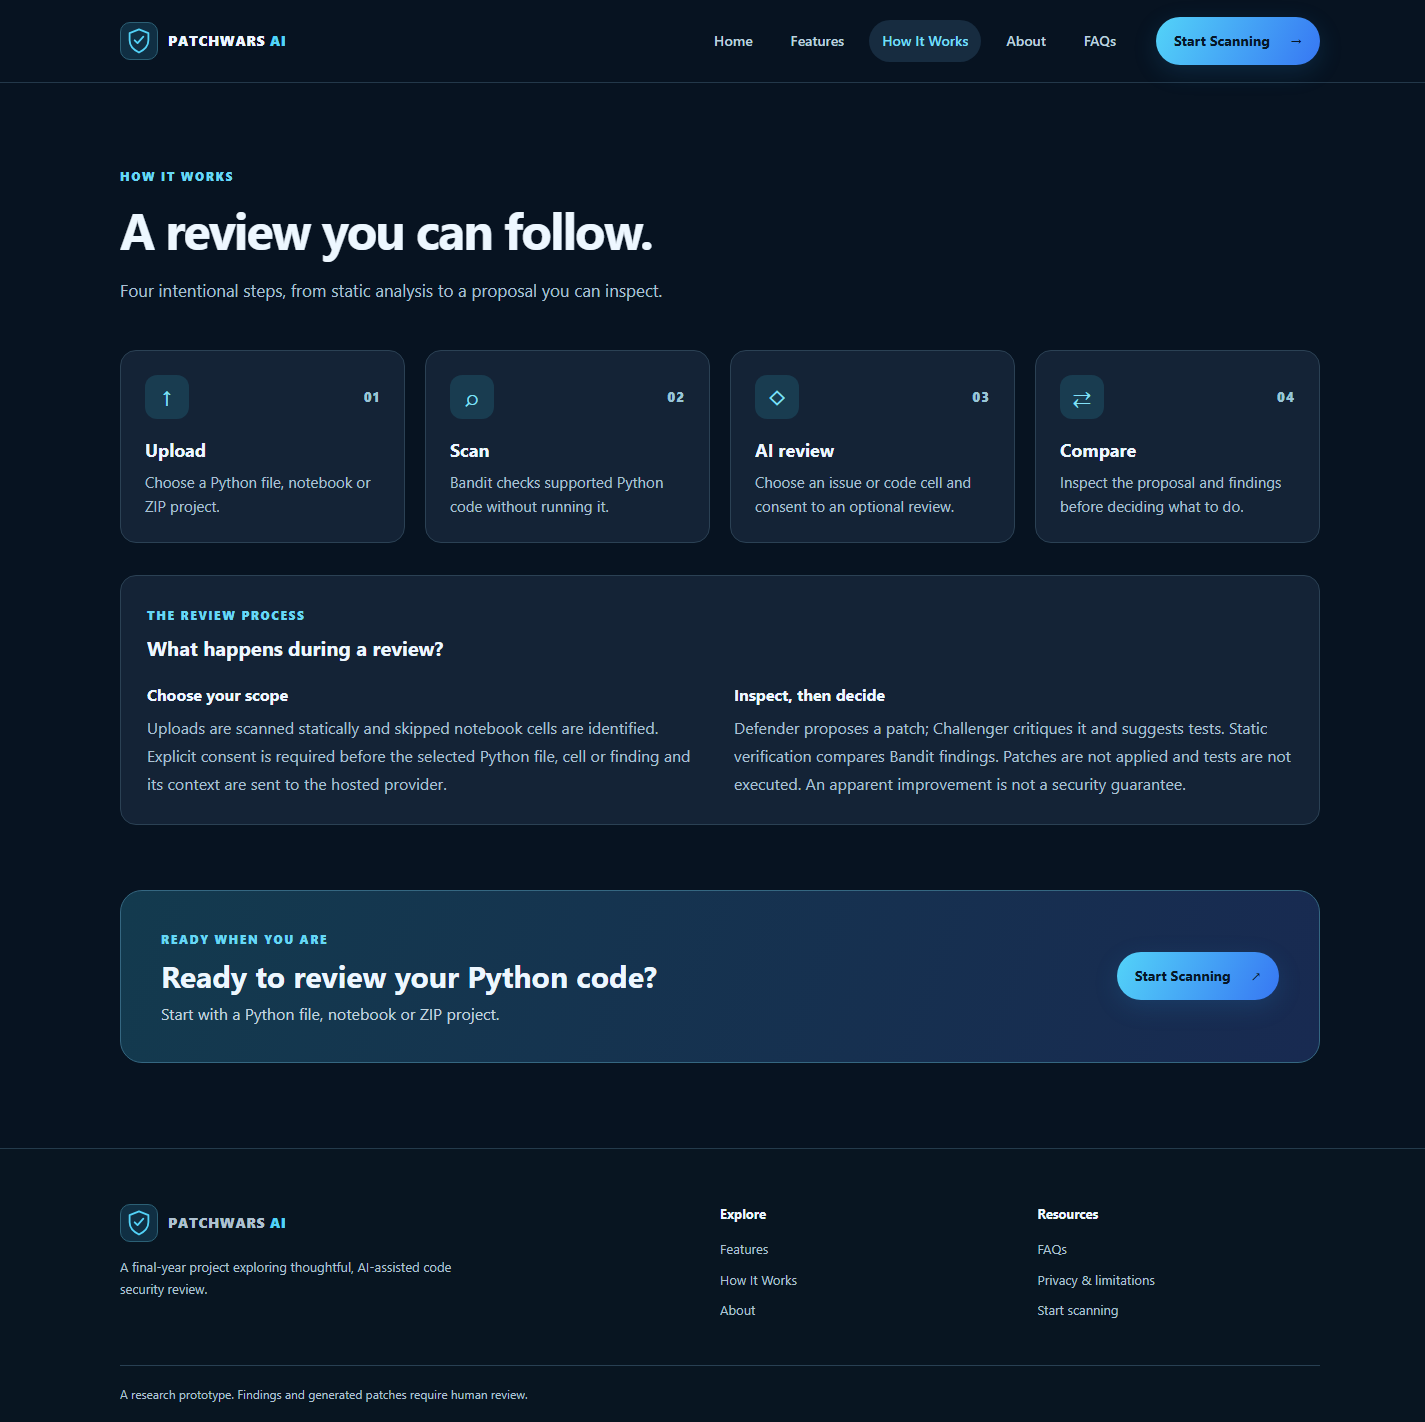 PATCHWARS AI
Home
Features
How It Works
About
FAQs
Start Scanning →
HOW IT WORKS
A review you can follow.
Four intentional steps, from static analysis to a proposal you can inspect.
01
Upload
Choose a Python file, notebook or
ZIP project.
02
Scan
Bandit checks supported Python
code without running it.
03
AI review
Choose an issue or code cell and
consent to an optional review.
04
Compare
Inspect the proposal and findings
before deciding what to do.
THE REVIEW PROCESS
What happens during a review?
Choose your scope
Uploads are scanned statically and skipped notebook cells are identified.
Explicit consent is required before the selected Python file, cell or finding and
its context are sent to the hosted provider.
Inspect, then decide
Defender proposes a patch; Challenger critiques it and suggests tests. Static
verification compares Bandit findings. Patches are not applied and tests are not
executed. An apparent improvement is not a security guarantee.
READY WHEN YOU ARE
Ready to review your Python code?
Start with a Python file, notebook or ZIP project.
Start Scanning ↗
PATCHWARS AI
A final-year project exploring thoughtful, AI-assisted code
security review.
Explore
Features
How It Works
About
Resources
FAQs
Privacy & limitations
Start scanning
A research prototype. Findings and generated patches require human review.